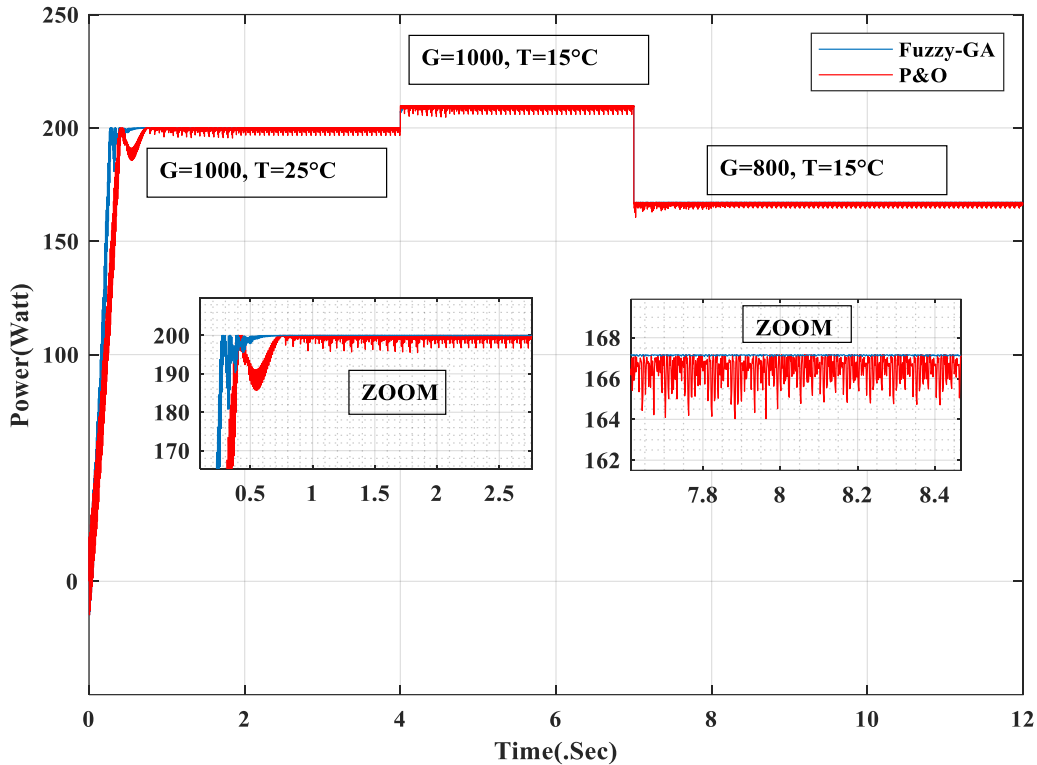 250
200
150
100
0
Power(Watt)
Fuzzy-GA
P&O
G=1000, T=15°C
G=1000, T=25°C
G=800, T=15°C
200
190
180
170
ZOOM
0.5 1 1.5 2 2.5
ZOOM
168
166
164
162
7.8 8 8.2 8.4
0 2 4 6 8 10 12
Time(.Sec)